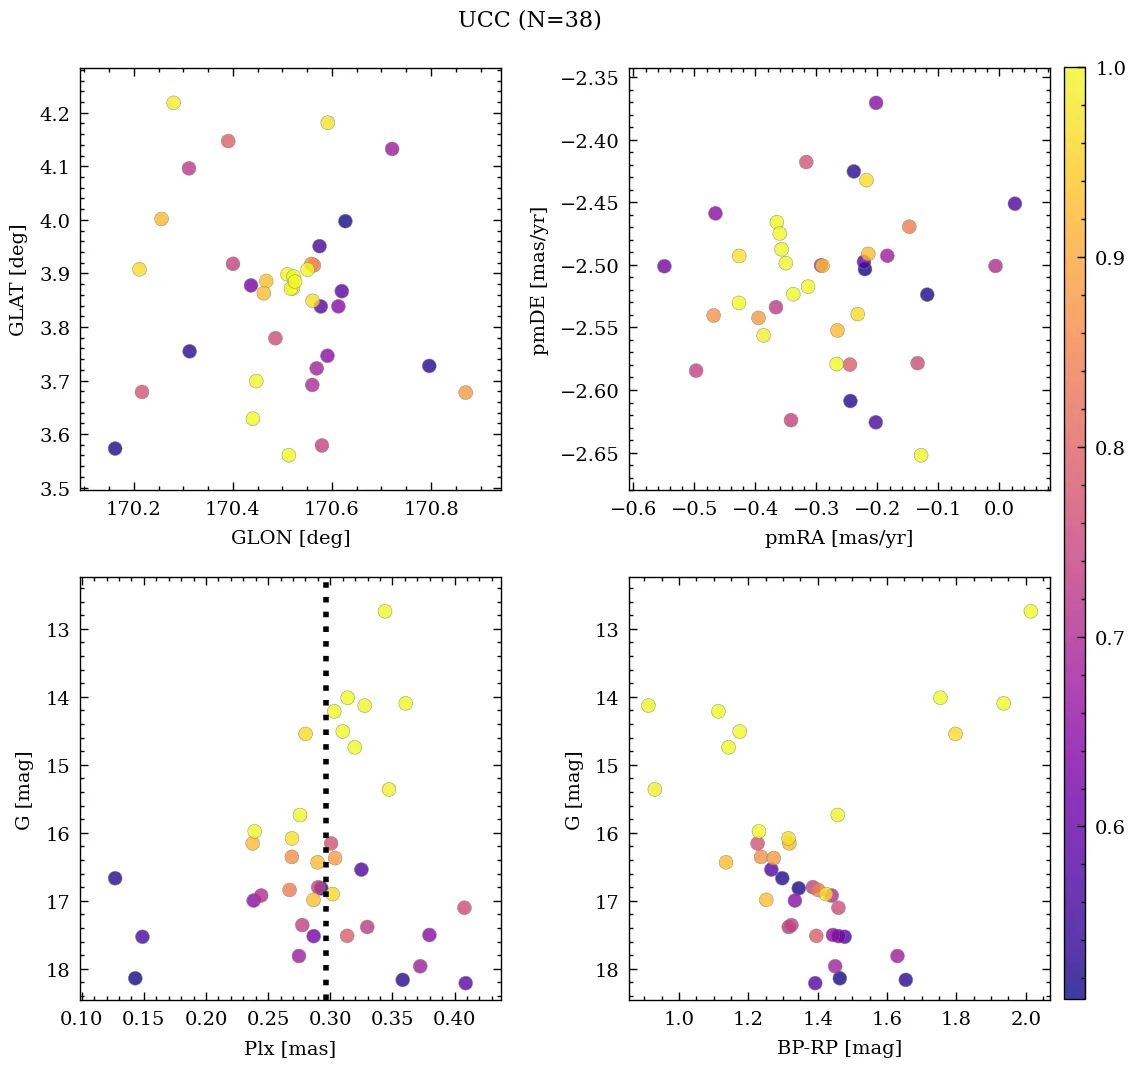 UCC (N=38)
4.2
4.1
4.0
3.9
3.8
3.7
3.6
3.5
170.2 170.4 170.6 170.8
GLON [deg]
GLAT [deg]
−2.35
−2.40
−2.45
−2.50
−2.55
−2.60
−2.65
−0.6 −0.5 −0.4 −0.3 −0.2 −0.1 0.0
pmRA [mas/yr]
pmDE [mas/yr]
1.0
0.9
0.8
0.7
0.6
13
14
15
16
17
18
0.10 0.15 0.20 0.25 0.30 0.35 0.40
Plx [mas]
G [mag]
13
14
15
16
17
18
1.0 1.2 1.4 1.6 1.8 2.0
BP-RP [mag]
G [mag]